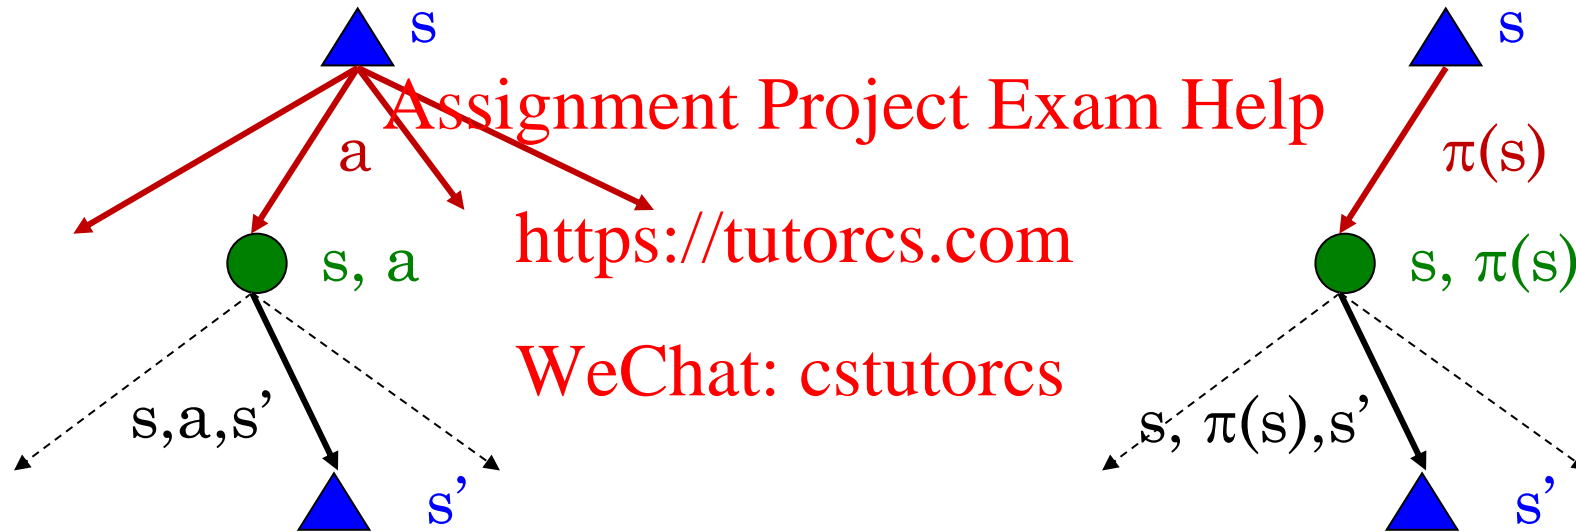 s
s
Assignment Project Exam Help
a
π(s)
https://tutorcs.com
s, a
s, π(s)
WeChat: cstutorcs
s,a,s’
s, π(s),s’
s’
s’